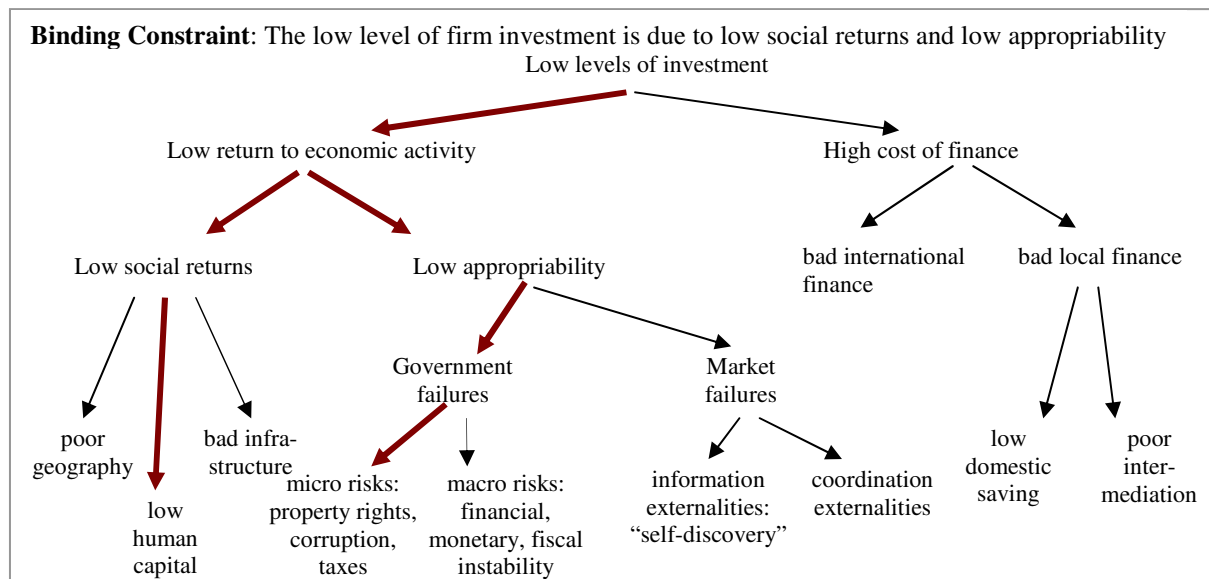 Binding Constraint: The low level of firm investment is due to low social returns and low appropriability
Low levels of investment
Low return to economic activity
High cost of finance
Low social returns
Low appropriability
bad international
finance
bad local finance
Government
failures
Market
failures
poor
geography
bad infra-
structure
low
human
capital
micro risks:
property rights,
corruption,
taxes
macro risks:
financial,
monetary, fiscal
instability
information
externalities:
“self-discovery”
coordination
externalities
low
domestic
saving
poor
inter-
mediation